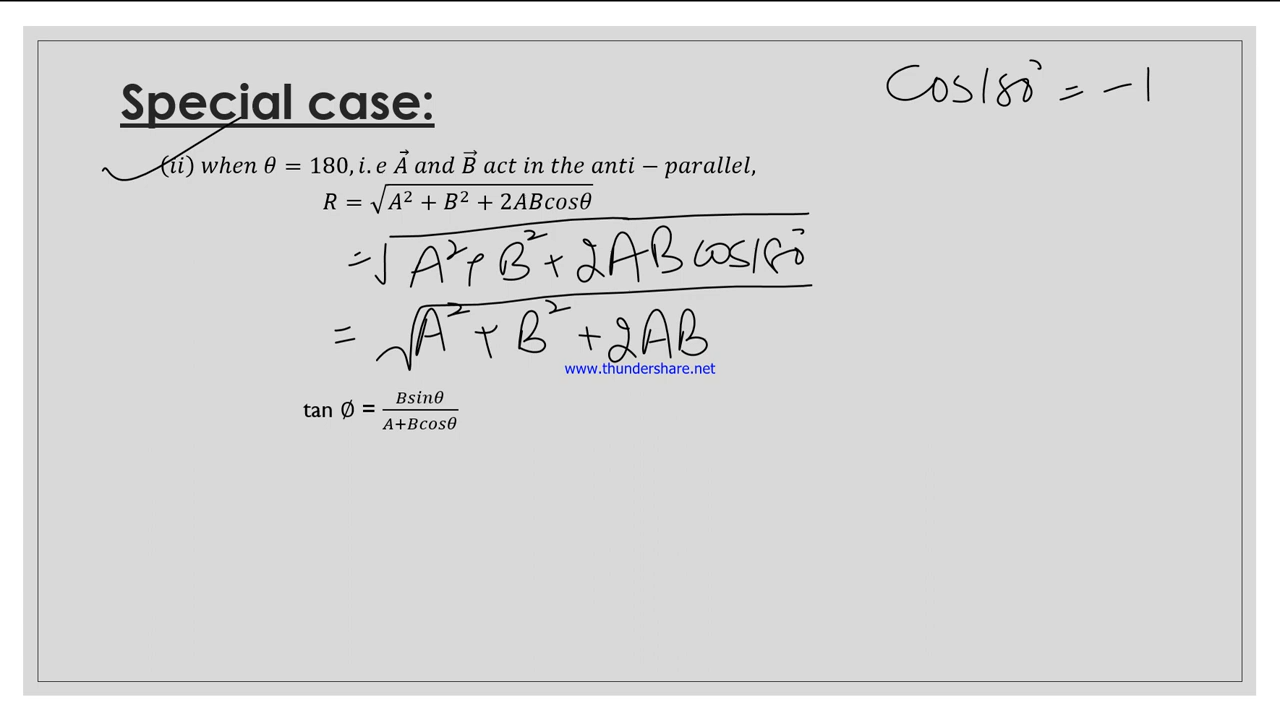 Special case:
cos180° = -1
(ii) when θ = 180, i.e A⃗ and B⃗ act in the anti − parallel,
R = √(A² + B² + 2ABcosθ)
= √(A² + B² + 2AB cos180°)
= √(A² + B² + 2AB
www.thundershare.net
tan Ø = Bsinθ/A+Bcosθ